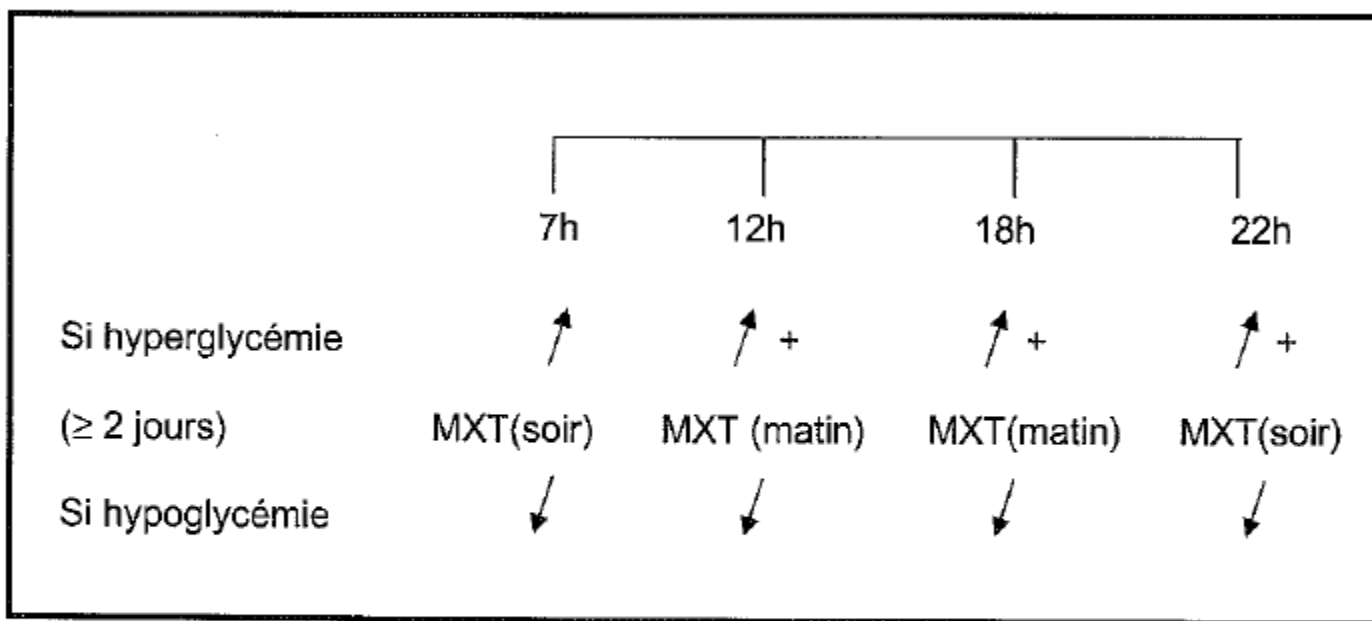 7h 12h 18h 22h
Si hyperglycémie + + +
(≥ 2 jours) MXT(soir) MXT (matin) MXT(matin) MXT(soir)
Si hypoglycémie